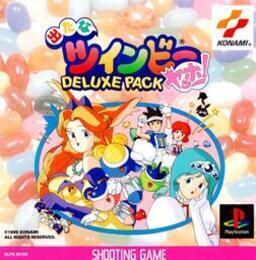 出たな
ツインビー
ヤッホー!
DELUXE PACK
KONAMI
©1995 KONAMI
ALL RIGHTS RESERVED.
PlayStation
SHOOTING GAME